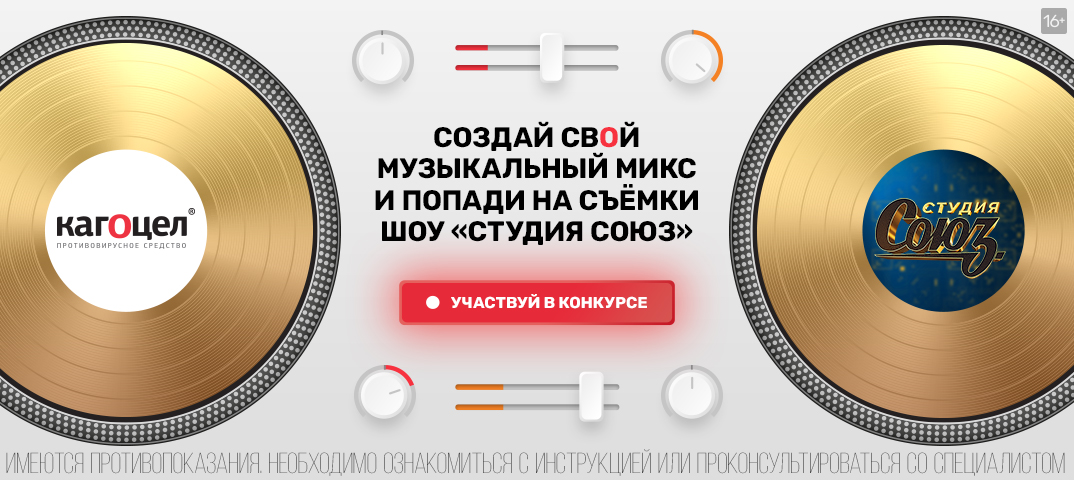 16+
СОЗДАЙ СВОЙ
МУЗЫКАЛЬНЫЙ МИКС
И ПОПАДИ НА СЪЁМКИ
ШОУ «СТУДИЯ СОЮЗ»
кагоцел®
ПРОТИВОВИРУСНОЕ СРЕДСТВО
СТУДИЯ
Союз
УЧАСТВУЙ В КОНКУРСЕ
ИМЕЮТСЯ ПРОТИВОПОКАЗАНИЯ. НЕОБХОДИМО ОЗНАКОМИТЬСЯ С ИНСТРУКЦИЕЙ ИЛИ ПРОКОНСУЛЬТИРОВАТЬСЯ СО СПЕЦИАЛИСТОМ